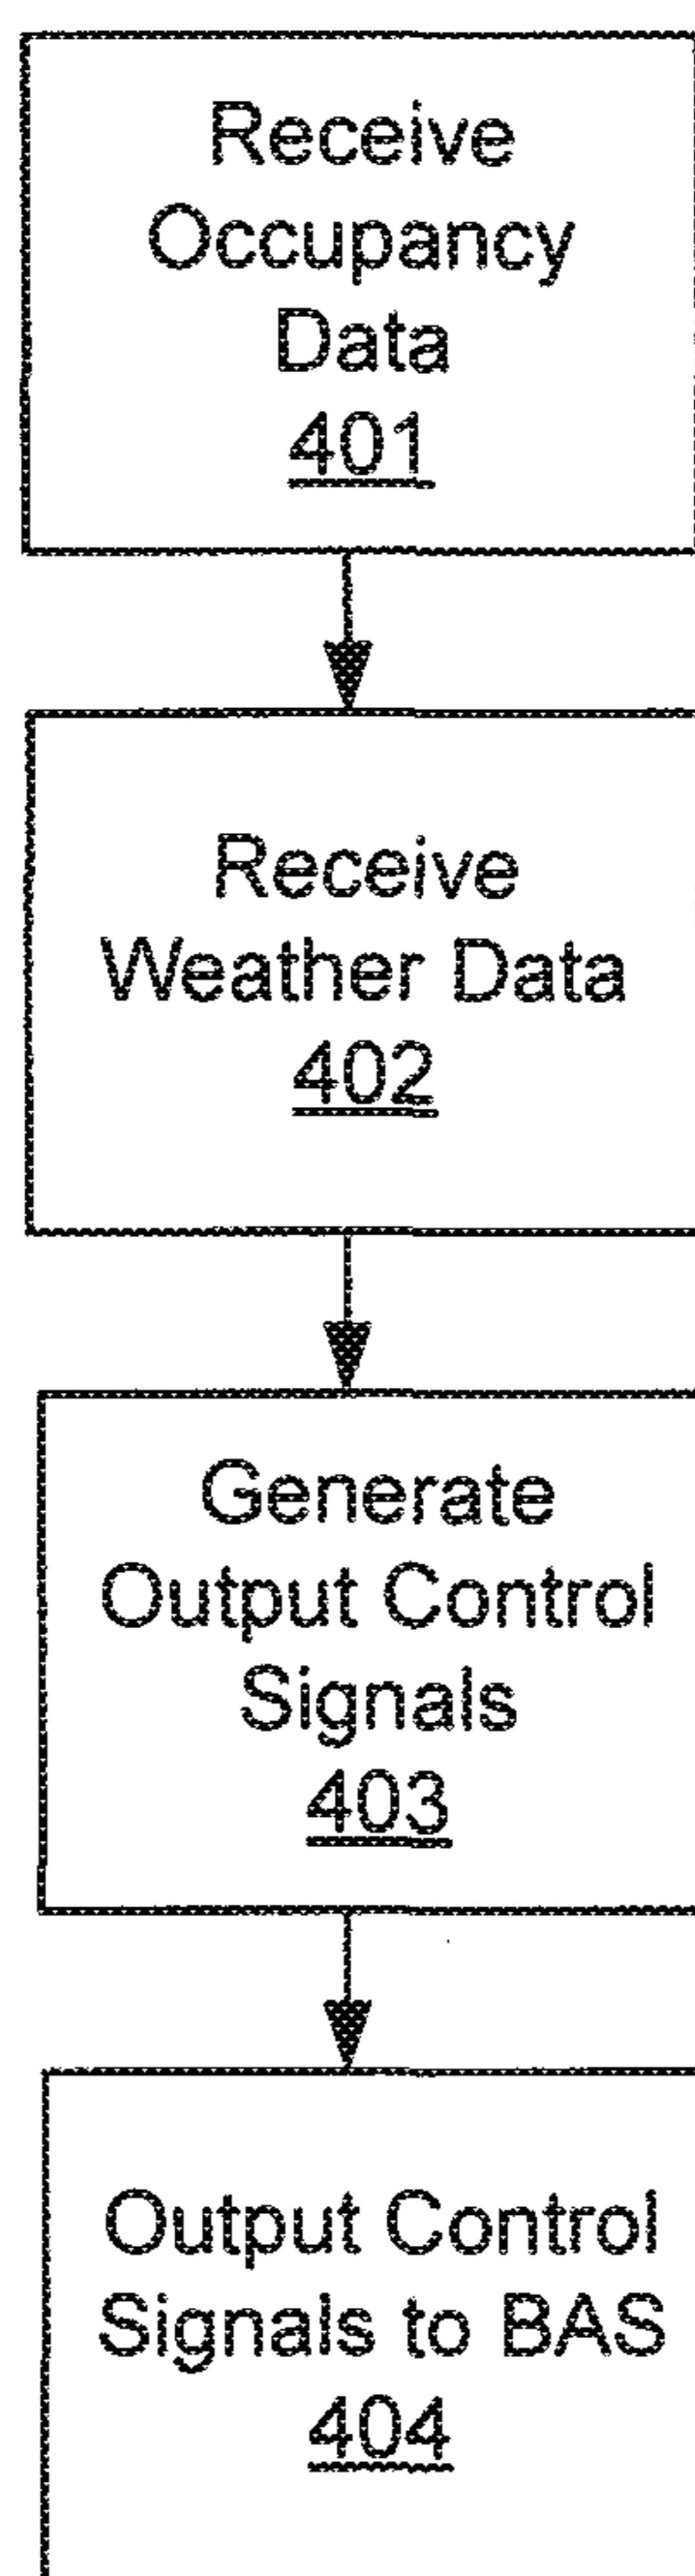 Receive
Occupancy
Data
401
Receive
Weather Data
402
Generate
Output Control
Signals
403
Output Control
Signals to BAS
404